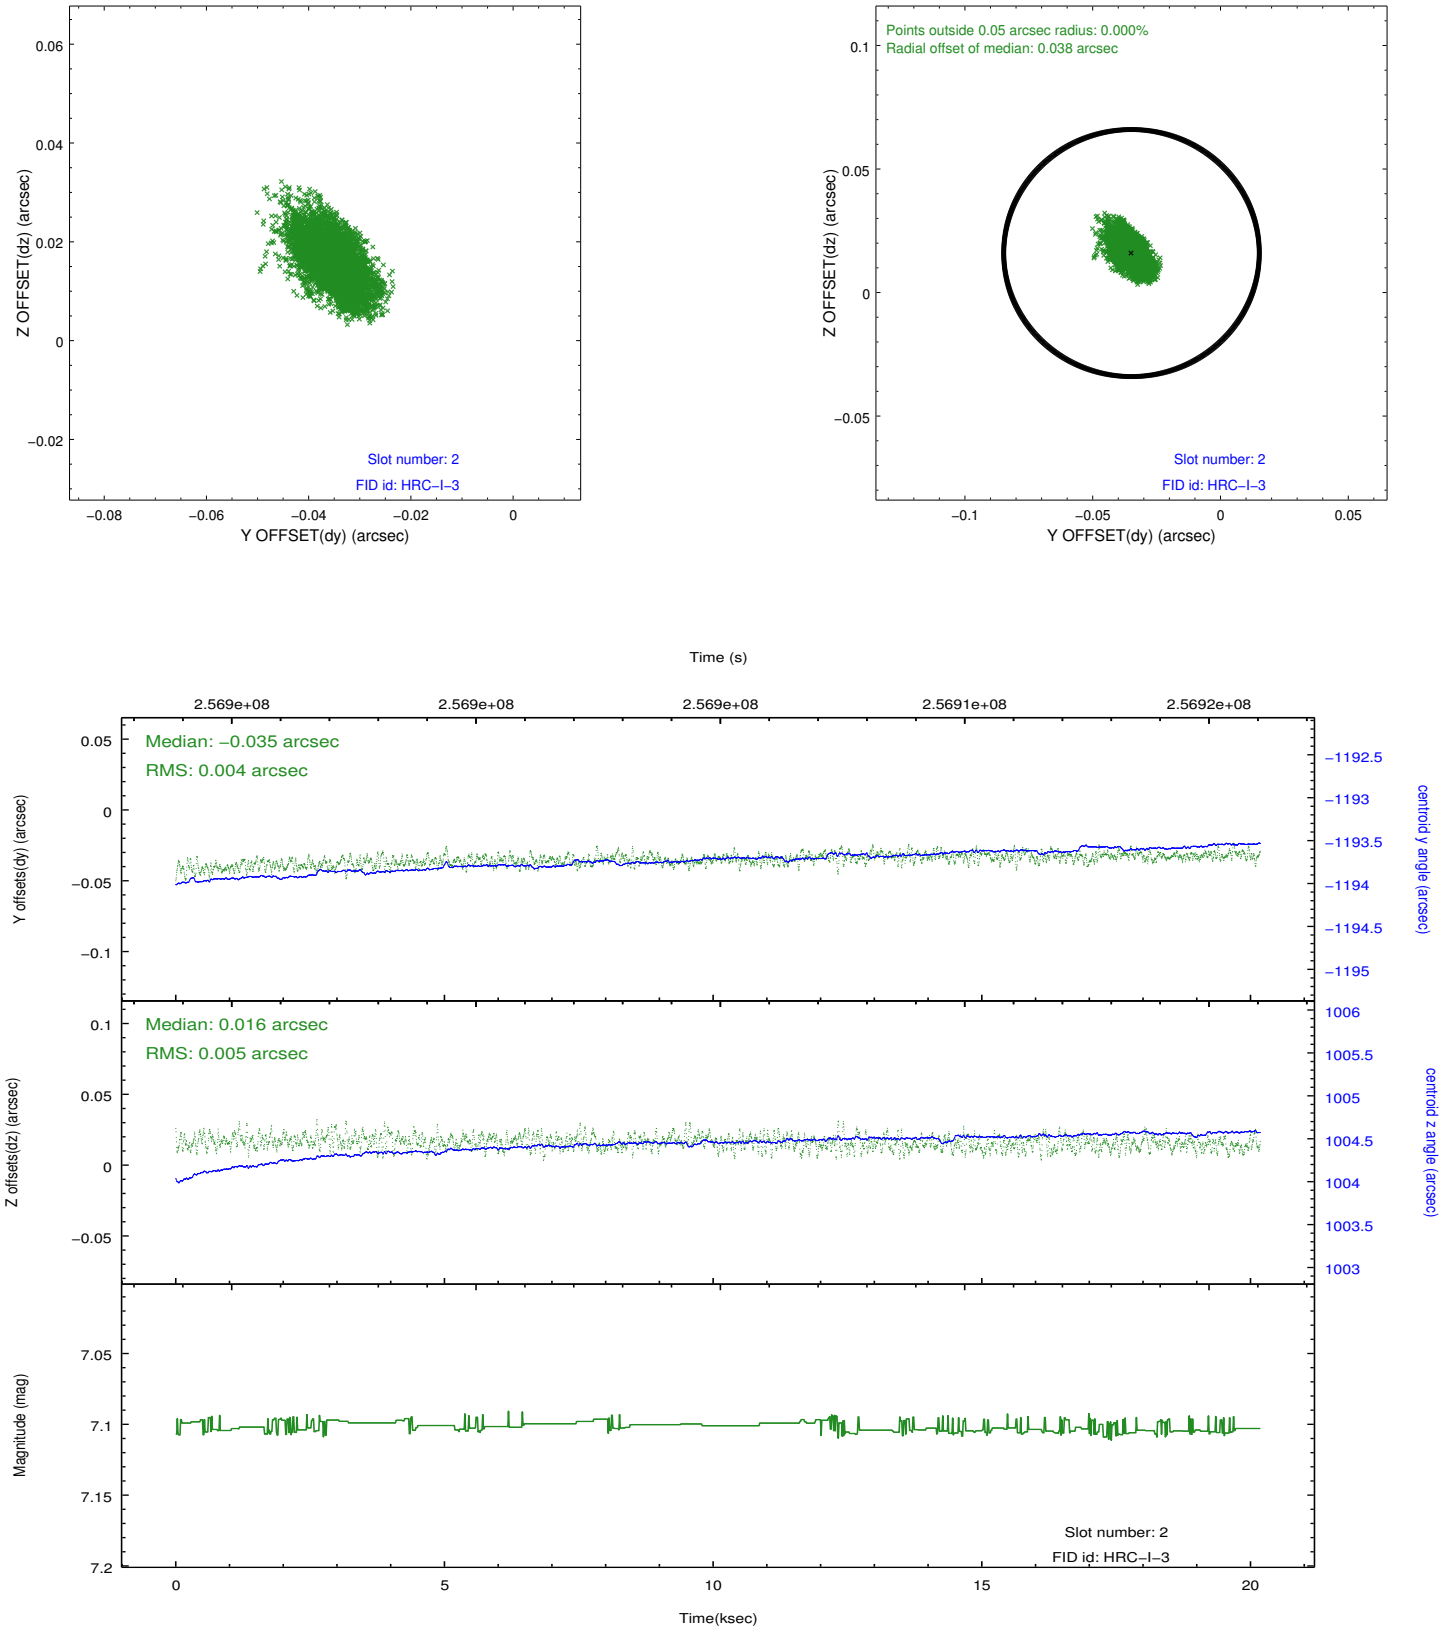 0.06
0.04
0.02
0
−0.02
Z OFFSET(dz) (arcsec)
Slot number: 2
FID id: HRC−I−3
−0.08 −0.06 −0.04 −0.02 0
Y OFFSET(dy) (arcsec)
Points outside 0.05 arcsec radius: 0.000%
Radial offset of median: 0.038 arcsec
0.1
0.05
0
−0.05
Z OFFSET(dz) (arcsec)
Slot number: 2
FID id: HRC−I−3
−0.1 −0.05 0 0.05
Y OFFSET(dy) (arcsec)
Time (s)
2.569e+08 2.569e+08 2.569e+08 2.5691e+08 2.5692e+08
Median: −0.035 arcsec
RMS: 0.004 arcsec
0.05
0
−0.05
−0.1
Y offsets(dy) (arcsec)
−1192.5
−1193
−1193.5
−1194
−1194.5
−1195
centroid y angle (arcsec)
Median: 0.016 arcsec
RMS: 0.005 arcsec
0.1
0.05
0
−0.05
Z offsets(dz) (arcsec)
1006
1005.5
1005
1004.5
1004
1003.5
1003
centroid z angle (arcsec)
7.05
7.1
7.15
7.2
Magnitude (mag)
Slot number: 2
FID id: HRC−I−3
0 5 10 15 20
Time(ksec)